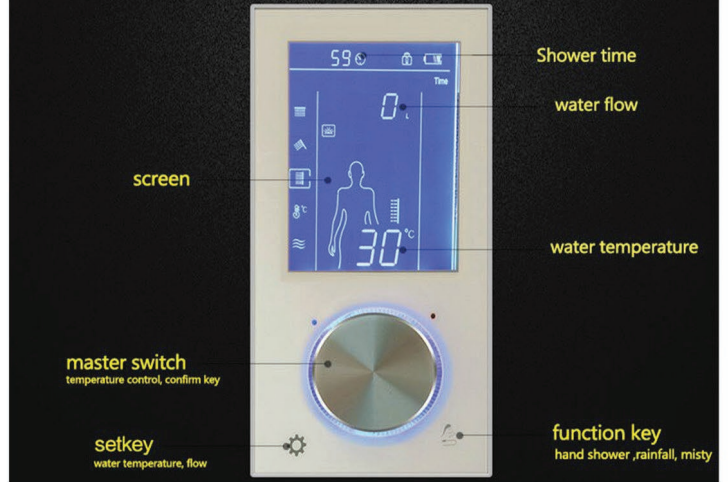 59
Shower time
Time
0 L
water flow
screen
°C
30 °C
water temperature
master switch
temperature control, confirm key
setkey
water temperature, flow
function key
hand shower ,rainfall, misty